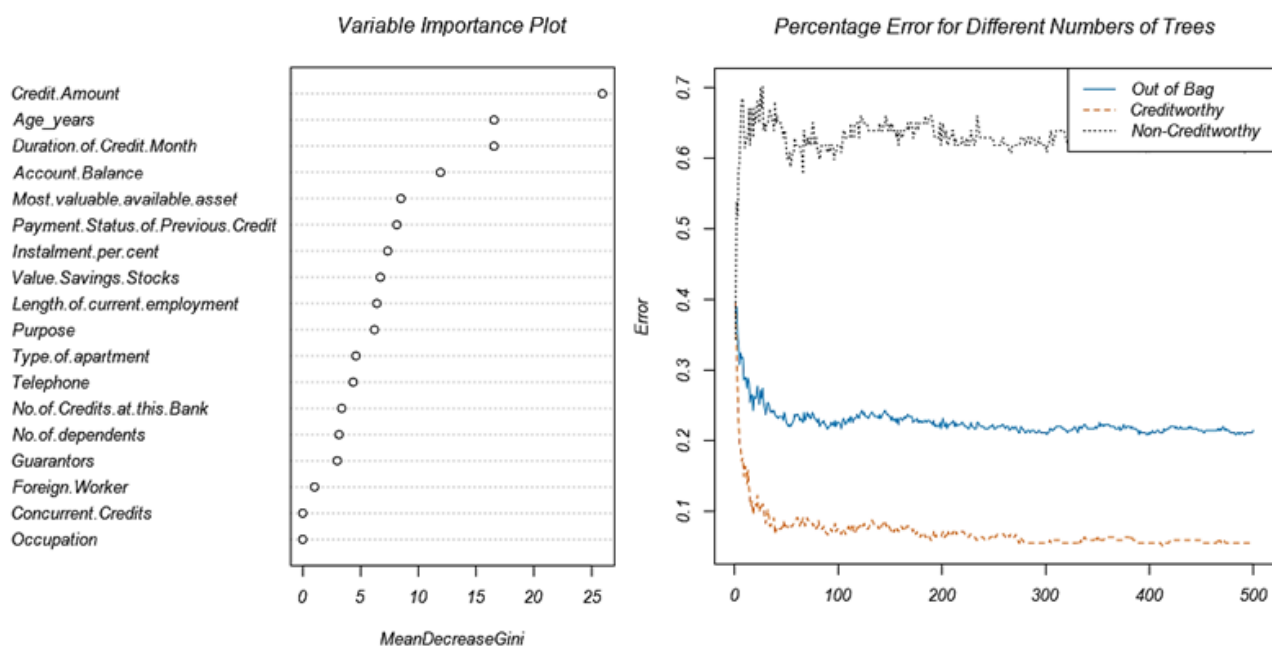 Variable Importance Plot
Credit.Amount
Age_years
Duration.of.Credit.Month
Account.Balance
Most.valuable.available.asset
Payment.Status.of.Previous.Credit
Instalment.per.cent
Value.Savings.Stocks
Length.of.current.employment
Purpose
Type.of.apartment
Telephone
No.of.Credits.at.this.Bank
No.of.dependents
Guarantors
Foreign.Worker
Concurrent.Credits
Occupation
0 5 10 15 20 25
MeanDecreaseGini
Percentage Error for Different Numbers of Trees
Out of Bag
Creditworthy
Non-Creditworthy
Error
0.7
0.6
0.5
0.4
0.3
0.2
0.1
0 100 200 300 400 500